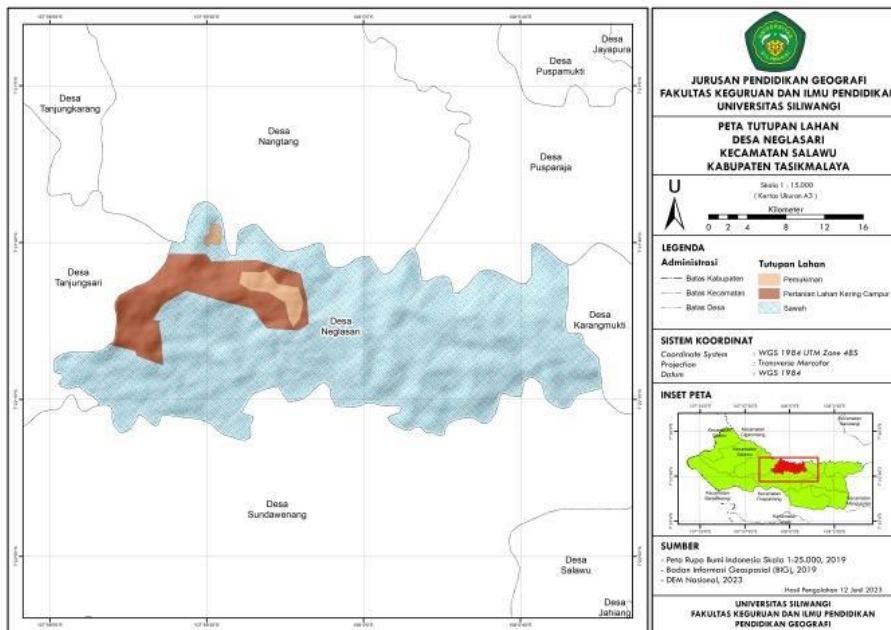 Desa
Jayapura
Desa
Puspamukti
Desa
Tanjungkarang
Desa
Nangtang
Desa
Pusparaja
Desa
Tanjungsari
Desa
Neglasari
Desa
Karangmukti
Desa
Sundawenang
Desa
Salawu
Desa
Jahiang
JURUSAN PENDIDIKAN GEOGRAFI
FAKULTAS KEGURUAN DAN ILMU PENDIDIKAN
UNIVERSITAS SILIWANGI
PETA TUTUPAN LAHAN
DESA NEGLASARI
KECAMATAN SALAWU
KABUPATEN TASIKMALAYA
U
Skala 1 : 15.000
( Kertas Ukuran A3 )
Kilometer
0 2 4 8 12 16
LEGENDA
Administrasi
Batas Kabupaten
Batas Kecamatan
Batas Desa
Tutupan Lahan
Pemukiman
Pertanian Lahan Kering Campur
Sawah
SISTEM KOORDINAT
Coordinate System : WGS 1984 UTM Zone 48S
Projection : Transverse Mercator
Datum : WGS 1984
INSET PETA
Kecamatan
Cigalontang
Kecamatan
Salawu
SUMBER
- Peta Rupa Bumi Indonesia Skala 1:25.000, 2019
- Badan Informasi Geospasial (BIG), 2019
- DEM Nasional, 2023
Hasil Pengolahan 12 Juni 2023
UNIVERSITAS SILIWANGI
FAKULTAS KEGURUAN DAN ILMU PENDIDIKAN
PENDIDIKAN GEOGRAFI